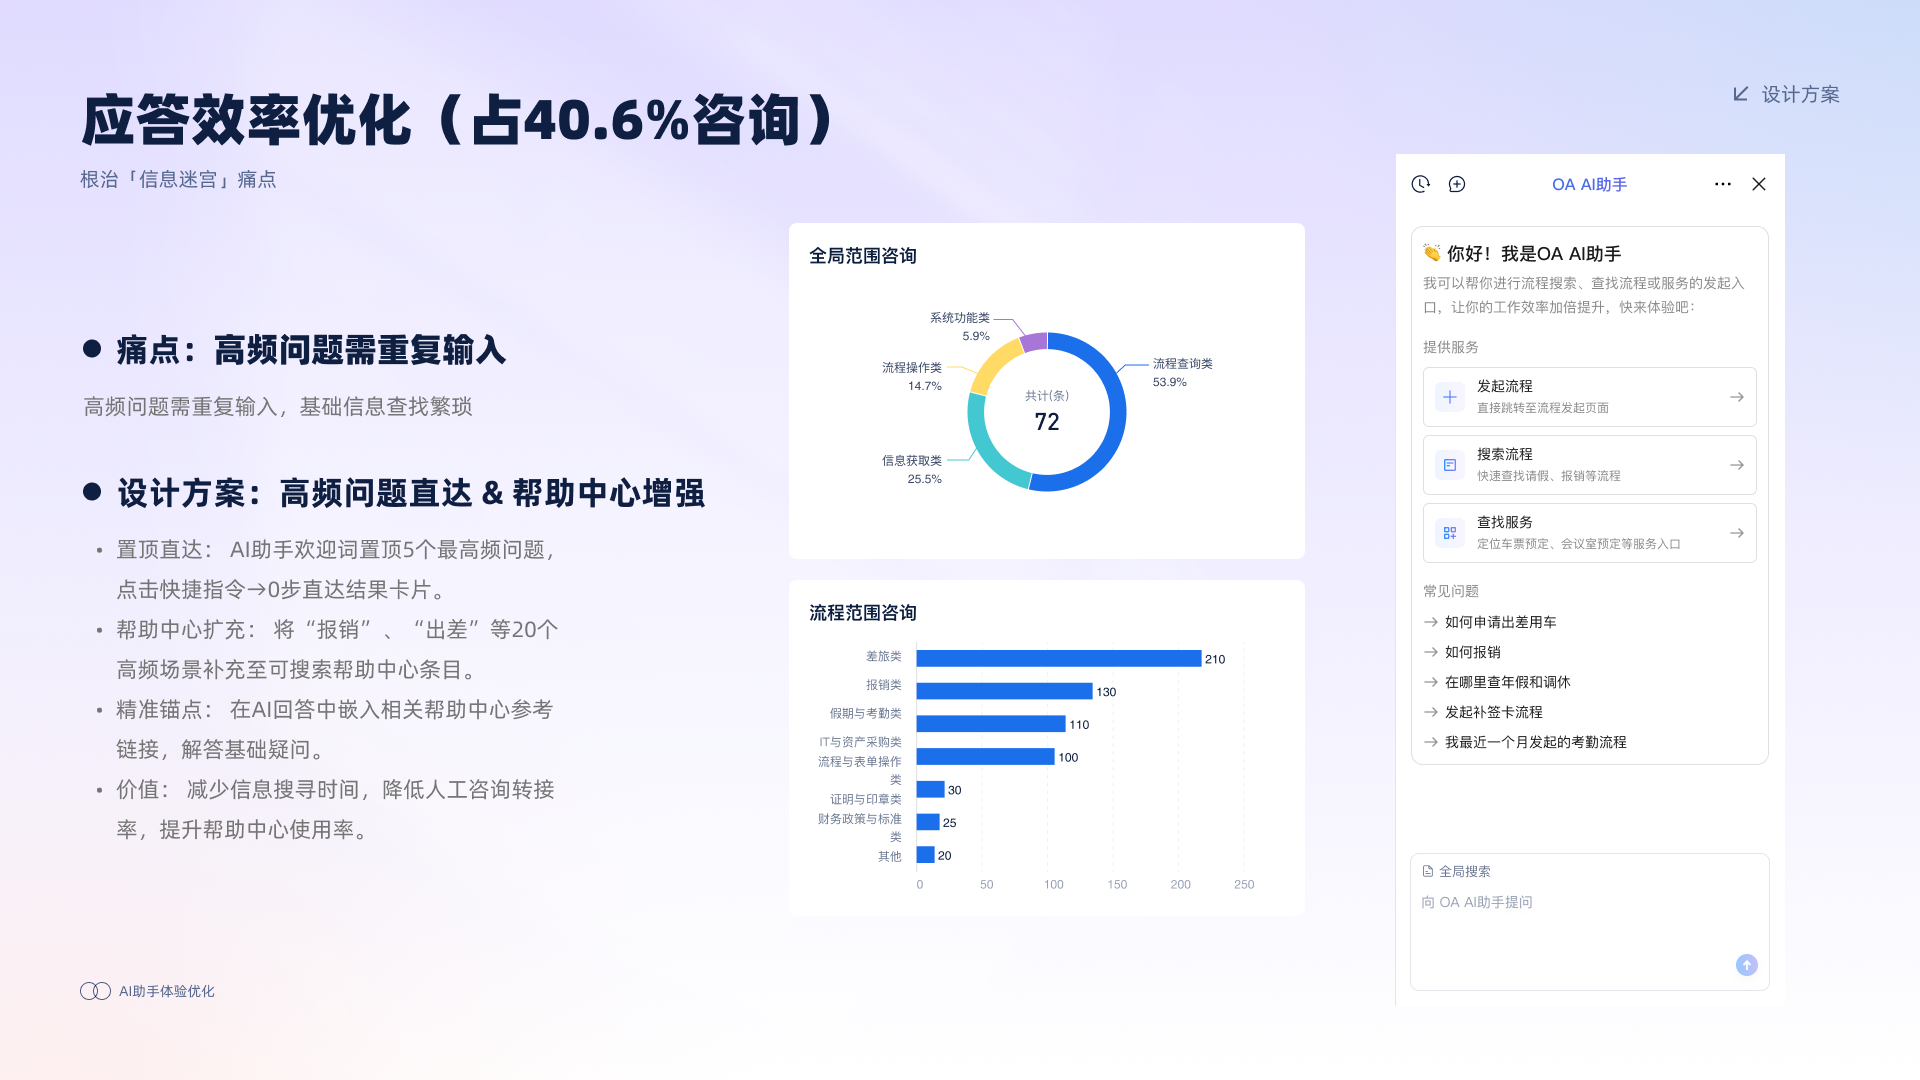 应答效率优化（占40.6%咨询）
根治「信息迷宫」痛点
设计方案
痛点：高频问题需重复输入
高频问题需重复输入，基础信息查找繁琐
设计方案：高频问题直达 & 帮助中心增强
• 置顶直达： AI助手欢迎词置顶5个最高频问题，
点击快捷指令→0步直达结果卡片。
• 帮助中心扩充： 将“报销”、“出差”等20个
高频场景补充至可搜索帮助中心条目。
• 精准锚点： 在AI回答中嵌入相关帮助中心参考
链接，解答基础疑问。
• 价值： 减少信息搜寻时间，降低人工咨询转接
率，提升帮助中心使用率。
AI助手体验优化
全局范围咨询
系统功能类
5.9%
流程操作类
14.7%
流程查询类
53.9%
共计(条)
72
信息获取类
25.5%
流程范围咨询
差旅类
210
报销类
130
假期与考勤类
110
IT与资产采购类
100
流程与表单操作
类
30
证明与印章类
25
财务政策与标准
类
20
其他
0 50 100 150 200 250
OA AI助手
👏 你好！我是OA AI助手
我可以帮你进行流程搜索、查找流程或服务的发起入
口，让你的工作效率加倍提升，快来体验吧：
提供服务
发起流程
直接跳转至流程发起页面
搜索流程
快速查找请假、报销等流程
查找服务
定位车票预定、会议室预定等服务入口
常见问题
→ 如何申请出差用车
→ 如何报销
→ 在哪里查年假和调休
→ 发起补签卡流程
→ 我最近一个月发起的考勤流程
全局搜索
向 OA AI助手提问